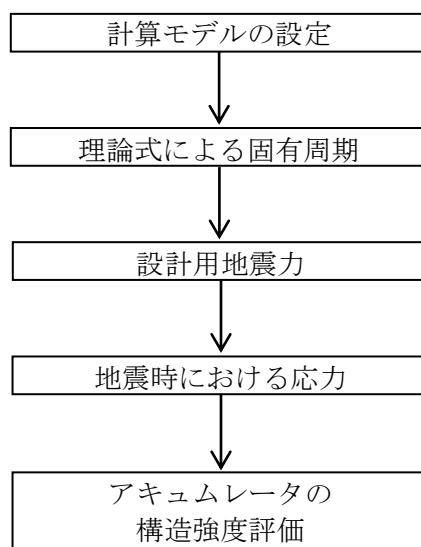 計算モデルの設定
理論式による固有周期
設計用地震力
地震時における応力
アキュムレータの
構造強度評価